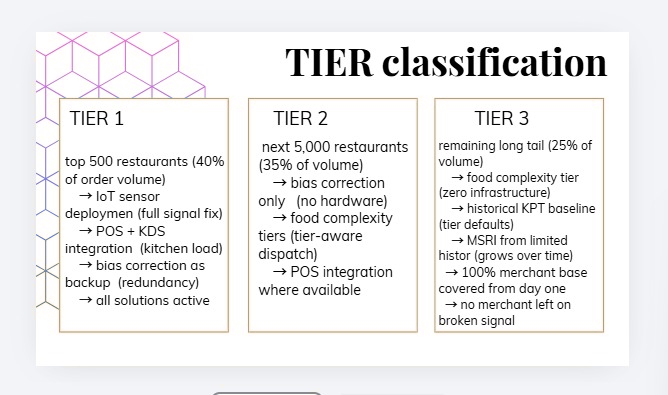 TIER classification
TIER 1
top 500 restaurants (40%
of order volume)
→ IoT sensor
deploymen (full signal fix)
→ POS + KDS
integration (kitchen load)
→ bias correction as
backup (redundancy)
→ all solutions active
TIER 2
next 5,000 restaurants
(35% of volume)
→ bias correction
only (no hardware)
→ food complexity
tiers (tier-aware
dispatch)
→ POS integration
where available
TIER 3
remaining long tail (25% of
volume)
→ food complexity tier
(zero infrastructure)
→ historical KPT baseline
(tier defaults)
→ MSRI from limited
histor (grows over time)
→ 100% merchant base
covered from day one
→ no merchant left on
broken signal